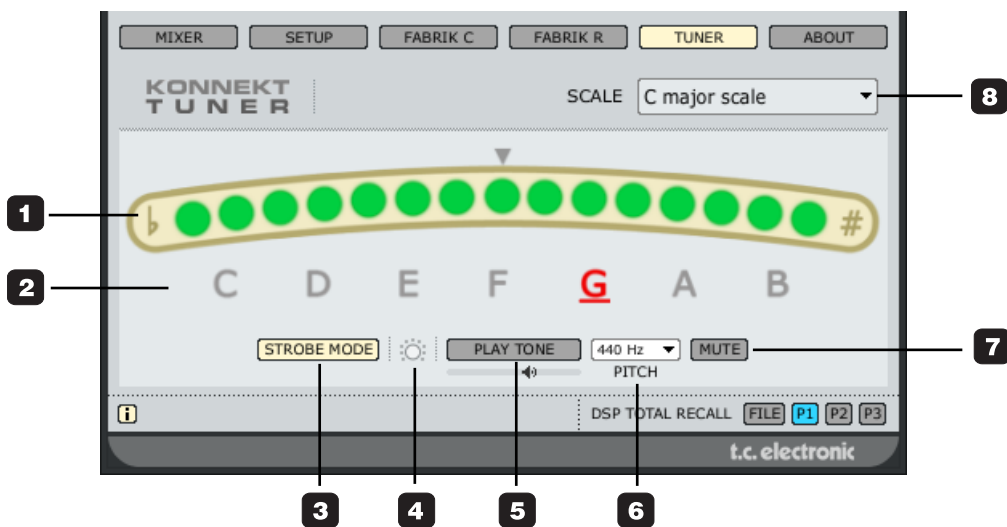 MIXER SETUP FABRIK C FABRIK R TUNER ABOUT
KONNEKT
TUNER
SCALE C major scale
8
1
♭ #
2
C D E F G A B
STROBE MODE PLAY TONE 440 Hz MUTE
7
PITCH
i DSP TOTAL RECALL FILE P1 P2 P3
t.c. electronic
3 4 5 6